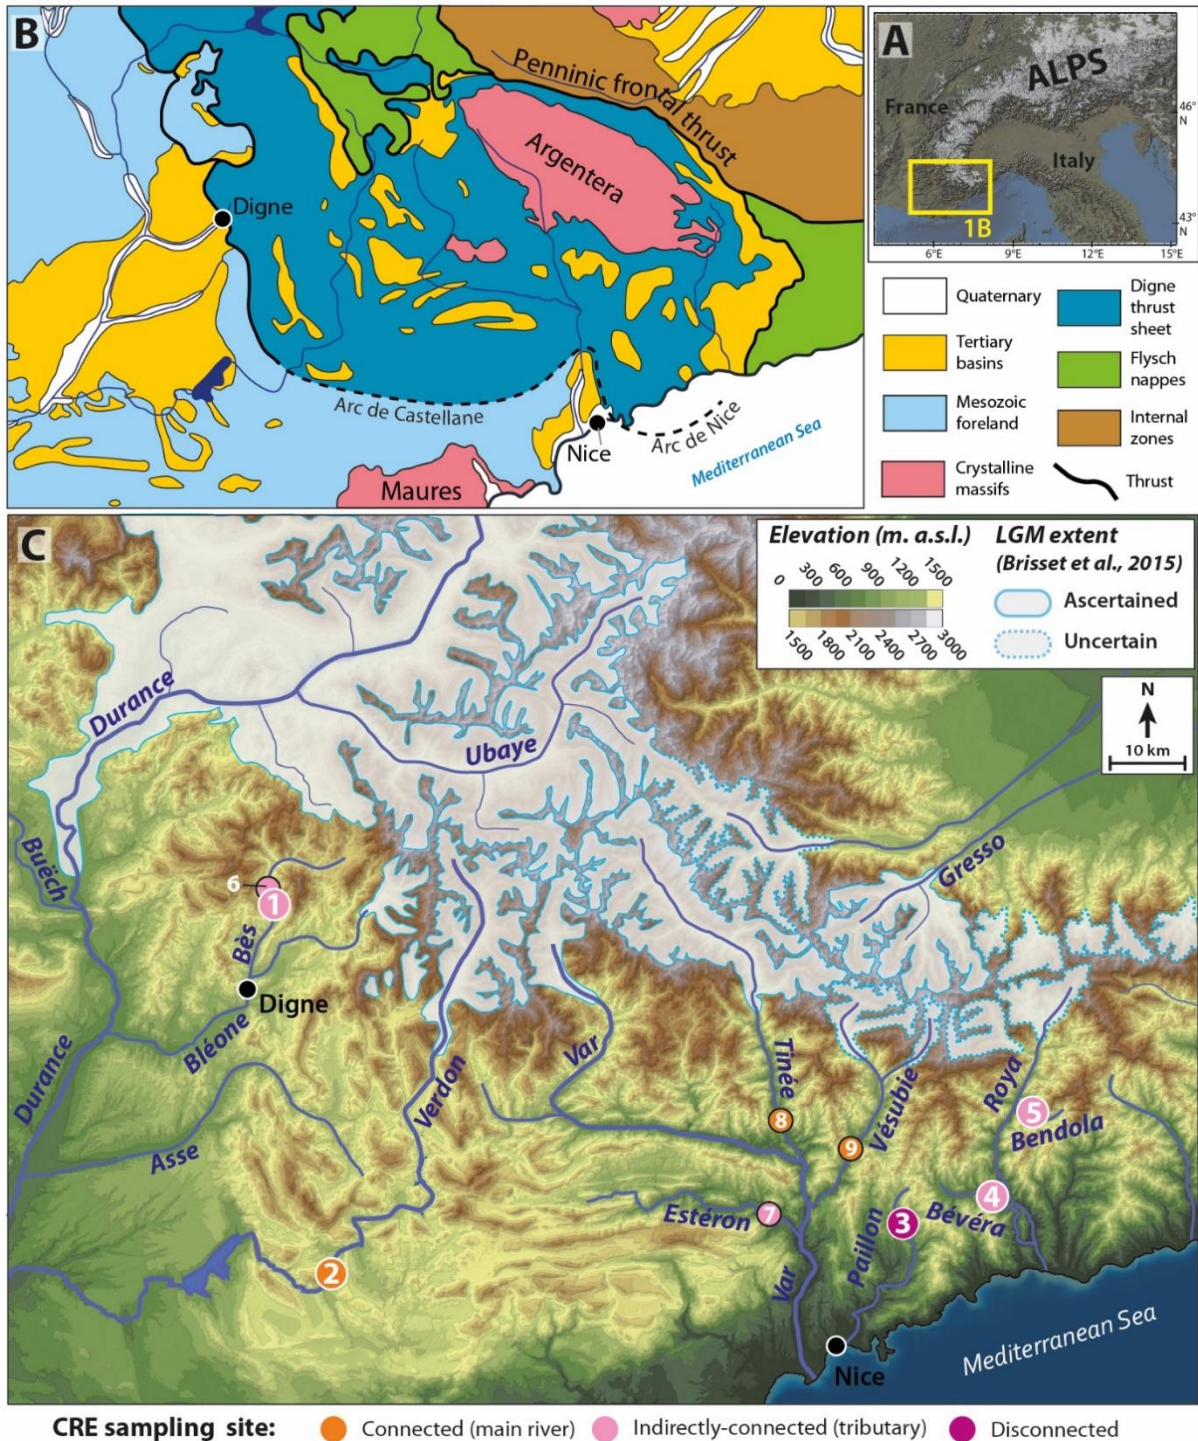 B
Penninic frontal thrust
Argentera
Digne
Arc de Castellane
Arc de Nice
Nice
Maures
Mediterranean Sea
A
ALPS
France
Italy
1B
46°
N
43°
N
6°E
9°E
12°E
15°E
Quaternary
Tertiary
basins
Mesozoic
foreland
Crystalline
massifs
Digne
thrust
sheet
Flysch
nappes
Internal
zones
Thrust
C
Elevation (m. a.s.l.)
0 300 600 900 1200 1500
1500 1800 2100 2400 2700 3000
LGM extent
(Brisset et al., 2015)
Ascertained
Uncertain
N
10 km
Durance
Ubaye
Buëch
Gresso
6
1
Bès
Digne
Bléone
Durance
Asse
Verdon
Var
Tinée
Vésubie
Roya
8
9
5
Bendola
4
Bévéra
3
Paillon
Estéron
7
2
Var
Nice
Mediterranean Sea
CRE sampling site:
Connected (main river)
Indirectly-connected (tributary)
Disconnected